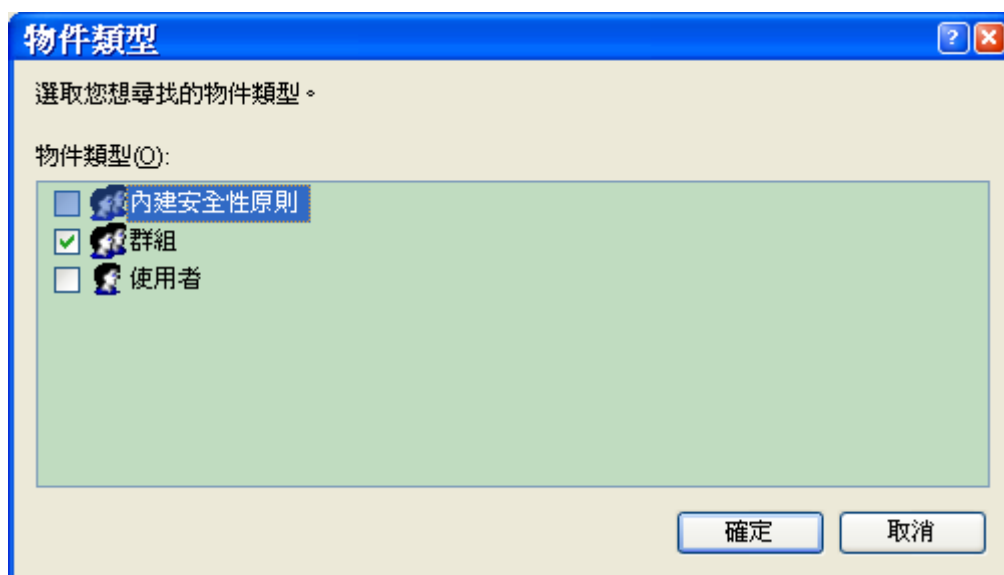 物件類型
選取您想尋找的物件類型。
物件類型(O):
內建安全性原則
群組
使用者
確定 取消